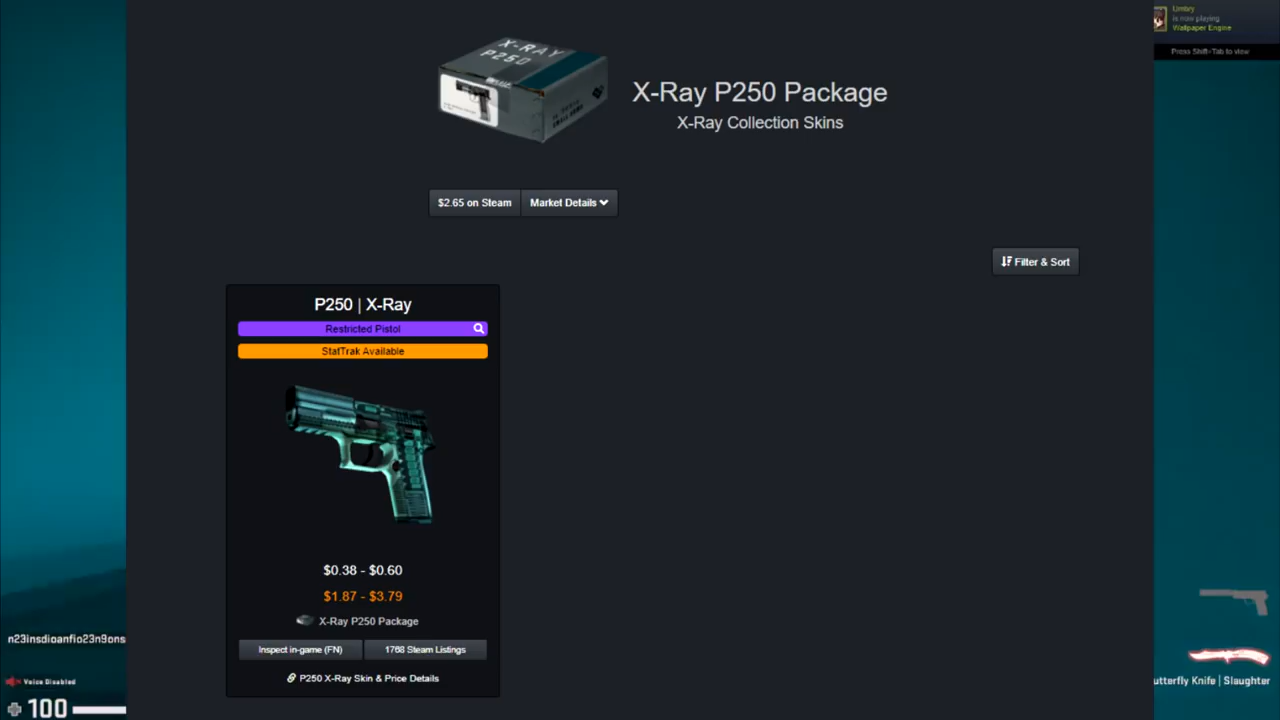 Umbry
is now playing
Wallpaper Engine
Press Shift+Tab to view
X-RAY
P250
X-Ray P250 Package
X-Ray Collection Skins
$2.65 on Steam
Market Details
Filter & Sort
P250 | X-Ray
Restricted Pistol
StatTrak Available
$0.38 - $0.60
$1.87 - $3.79
X-Ray P250 Package
Inspect in-game (FN)
1768 Steam Listings
P250 X-Ray Skin & Price Details
n23insdioanfio23n9ons
Voice Disabled
100
utterfly Knife | Slaughter